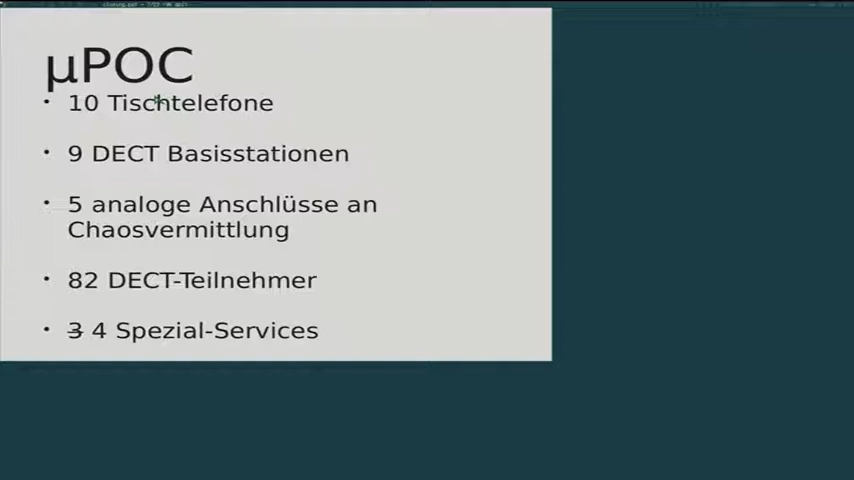 µPOC
• 10 Tischtelefone
• 9 DECT Basisstationen
• 5 analoge Anschlüsse an
Chaosvermittlung
• 82 DECT-Teilnehmer
• 3 4 Spezial-Services